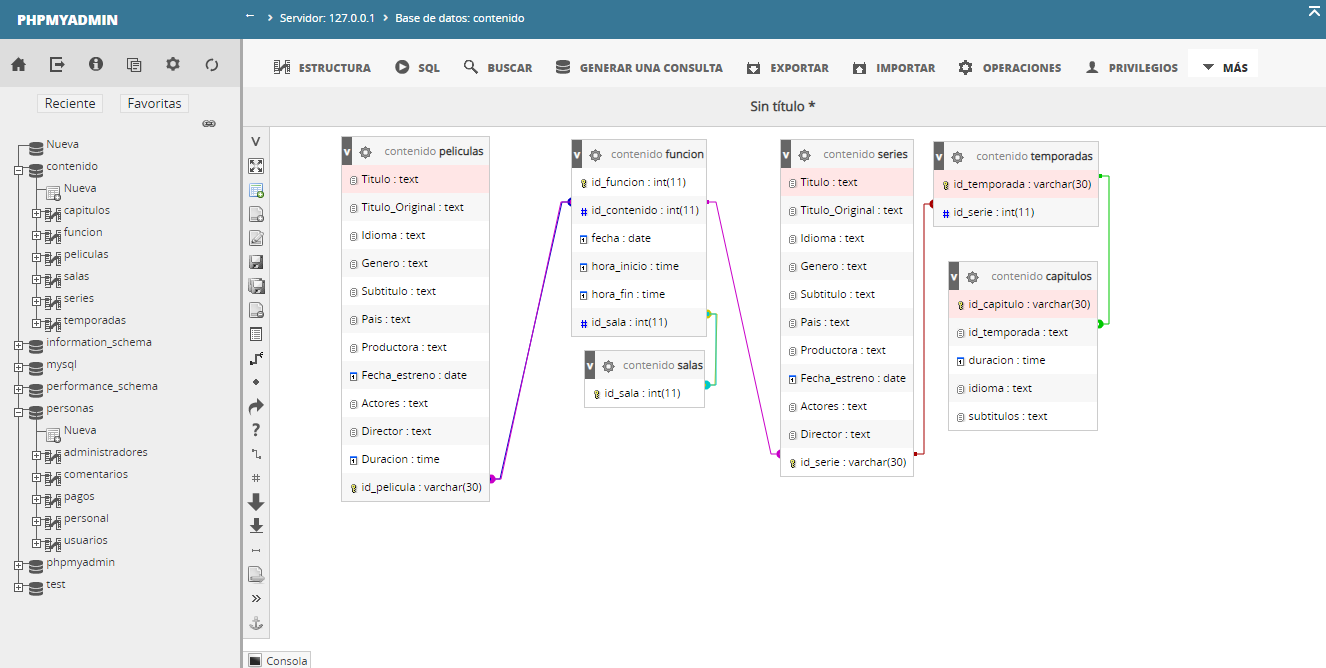 PHPMYADMIN
← › Servidor: 127.0.0.1 › Base de datos: contenido
ESTRUCTURA SQL BUSCAR GENERAR UNA CONSULTA EXPORTAR IMPORTAR OPERACIONES PRIVILEGIOS MÁS
Reciente Favoritas
Nueva
contenido
Nueva
capitulos
funcion
peliculas
salas
series
temporadas
information_schema
mysql
performance_schema
personas
Nueva
administradores
comentarios
pagos
personal
usuarios
phpmyadmin
test
Sin título *
V
?
#
»
v contenido peliculas
Titulo : text
Titulo_Original : text
Idioma : text
Genero : text
Subtitulo : text
Pais : text
Productora : text
Fecha_estreno : date
Actores : text
Director : text
Duracion : time
id_pelicula : varchar(30)
v contenido funcion
id_funcion : int(11)
# id_contenido : int(11)
fecha : date
hora_inicio : time
hora_fin : time
# id_sala : int(11)
v contenido salas
id_sala : int(11)
v contenido series
Titulo : text
Titulo_Original : text
Idioma : text
Genero : text
Subtitulo : text
Pais : text
Productora : text
Fecha_estreno : date
Actores : text
Director : text
id_serie : varchar(30)
v contenido temporadas
id_temporada : varchar(30)
# id_serie : int(11)
v contenido capitulos
id_capitulo : varchar(30)
id_temporada : text
duracion : time
idioma : text
subtitulos : text
Consola